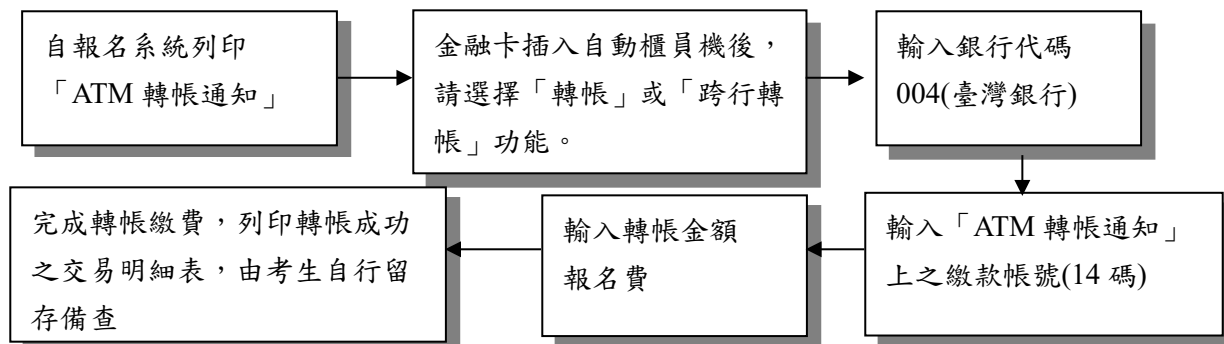 自報名系統列印
「ATM 轉帳通知」
金融卡插入自動櫃員機後，
請選擇「轉帳」或「跨行轉
帳」功能。
輸入銀行代碼
004(臺灣銀行)
輸入「ATM 轉帳通知」
上之繳款帳號(14 碼)
輸入轉帳金額
報名費
完成轉帳繳費，列印轉帳成功
之交易明細表，由考生自行留
存備查